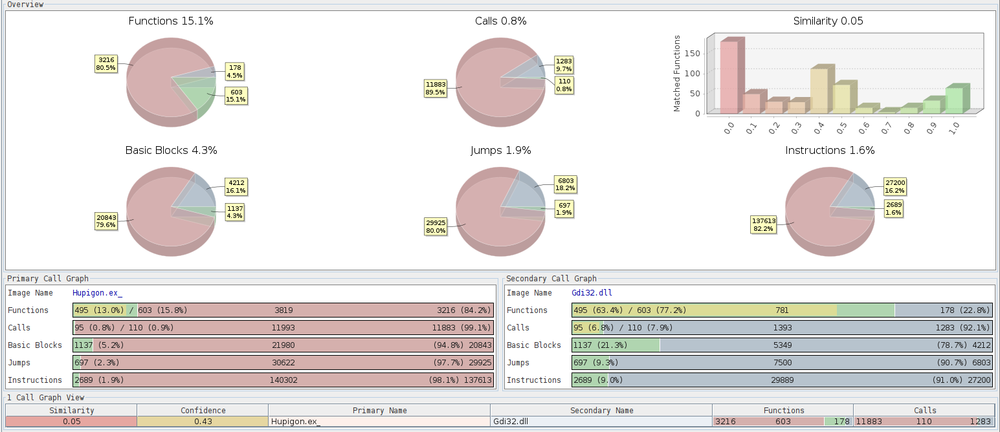 Overview
Functions 15.1%
3216
80.5%
178
4.5%
603
15.1%
Calls 0.8%
11883
89.5%
1283
9.7%
110
0.8%
Similarity 0.05
Matched Functions
150
100
50
0
0.0 0.1 0.2 0.3 0.4 0.5 0.6 0.7 0.8 0.9 1.0
Basic Blocks 4.3%
20843
79.6%
4212
16.1%
1137
4.3%
Jumps 1.9%
29925
80.0%
6803
18.2%
697
1.9%
Instructions 1.6%
137613
82.2%
27200
16.2%
2689
1.6%
Primary Call Graph
Image Name Hupigon.ex_
Functions 495 (13.0%) / 603 (15.8%) 3819 3216 (84.2%)
Calls 95 (0.8%) / 110 (0.9%) 11993 11883 (99.1%)
Basic Blocks 1137 (5.2%) 21980 (94.8%) 20843
Jumps 697 (2.3%) 30622 (97.7%) 29925
Instructions 2689 (1.9%) 140302 (98.1%) 137613
Secondary Call Graph
Image Name Gdi32.dll
Functions 495 (63.4%) / 603 (77.2%) 781 178 (22.8%)
Calls 95 (6.8%) / 110 (7.9%) 1393 1283 (92.1%)
Basic Blocks 1137 (21.3%) 5349 (78.7%) 4212
Jumps 697 (9.3%) 7500 (90.7%) 6803
Instructions 2689 (9.0%) 29889 (91.0%) 27200
1 Call Graph View
Similarity Confidence Primary Name Secondary Name Functions Calls
0.05 0.43 Hupigon.ex_ Gdi32.dll 3216 603 178 11883 110 1283